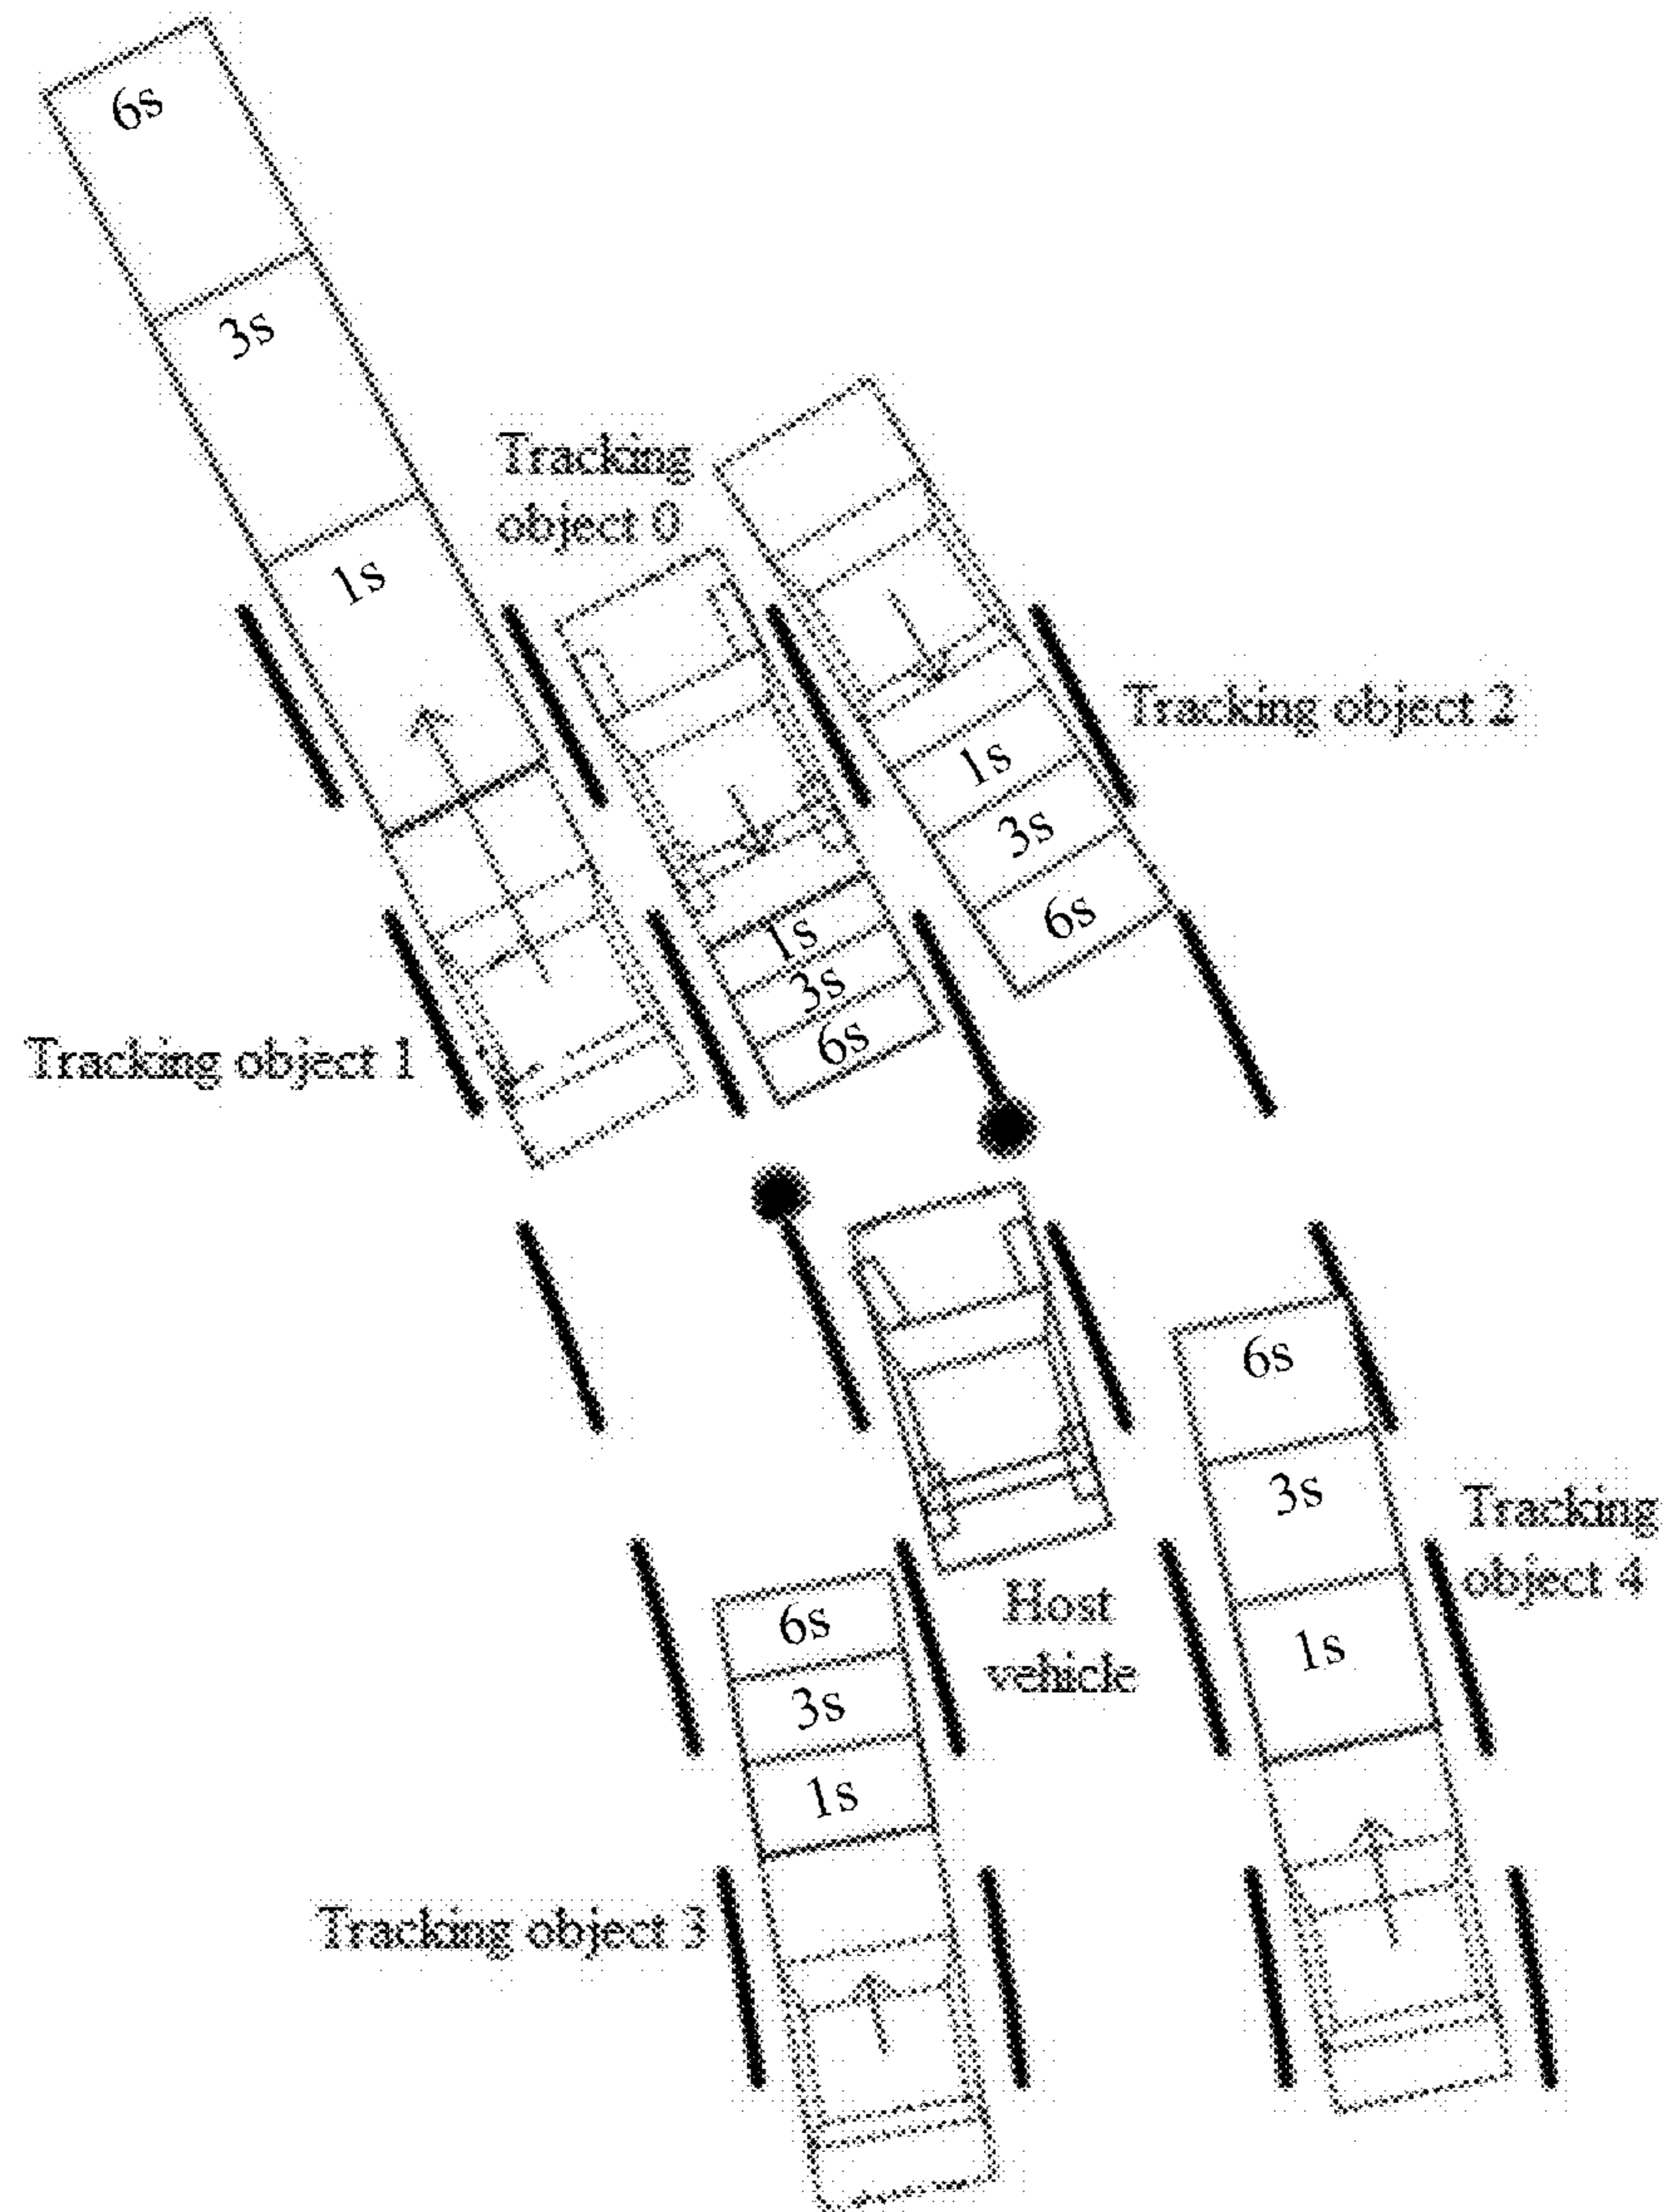 6s
3s
Tracking
object 0
1s
Tracking object 2
1s
3s
6s
1s
3s
6s
Tracking object 1
6s
3s
Tracking
object 4
1s
Host
vehicle
6s
3s
1s
Tracking object 3